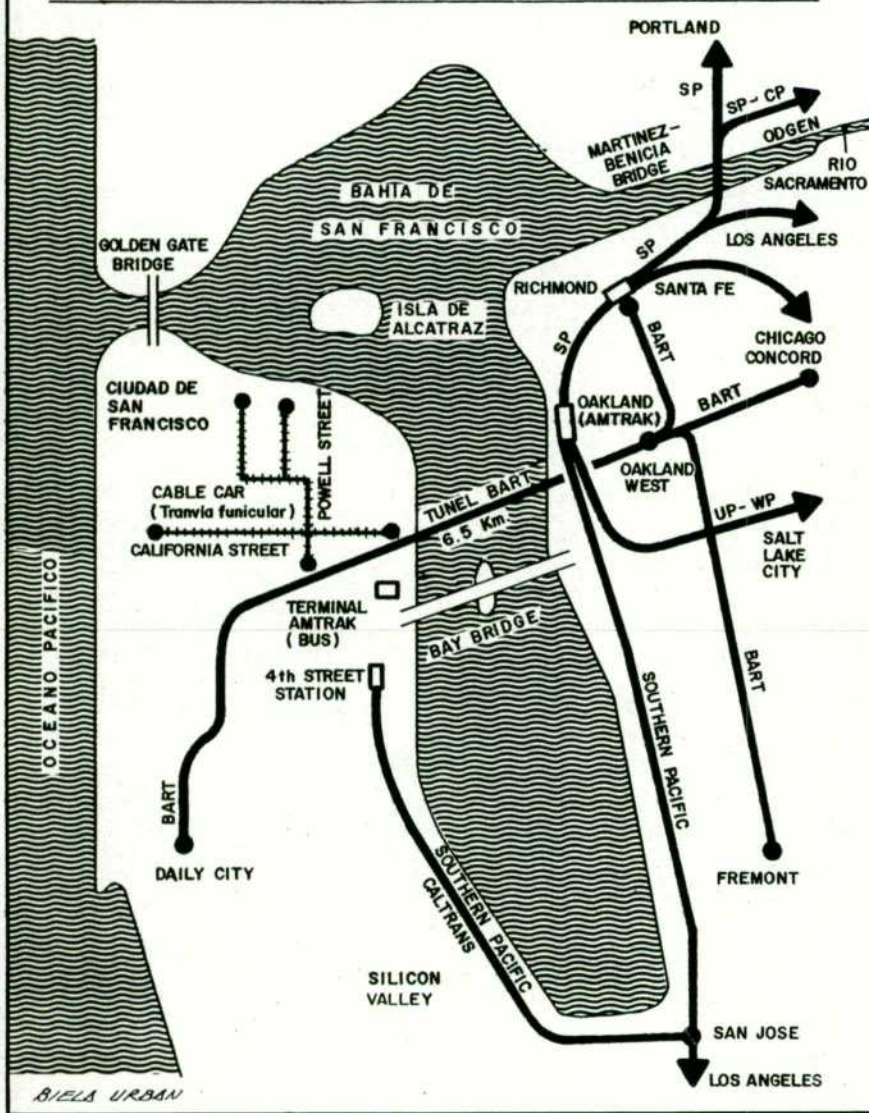 PORTLAND
SP
SP-CP
ODGEN
MARTINEZ-
BENICIA
BRIDGE
RIO
SACRAMENTO
BAHIA DE
SAN FRANCISCO
LOS ANGELES
GOLDEN GATE
BRIDGE
SP
RICHMOND
SANTA FE
ISLA DE
ALCATRAZ
SP
BART
CHICAGO
CONCORD
CIUDAD DE
SAN
FRANCISCO
POWELL STREET
OAKLAND
(AMTRAK)
BART
OAKLAND
WEST
CABLE CAR
(Tranvia funicular)
TUNEL BART
6.5 Km.
CALIFORNIA STREET
UP-WP
SALT
LAKE
CITY
TERMINAL
AMTRAK
(BUS)
BAY BRIDGE
4th STREET
STATION
OCEANO PACIFICO
SOUTHERN PACIFIC
BART
BART
DAILY CITY
FREMONT
SOUTHERN PACIFIC
CALTRANS
SILICON
VALLEY
SAN JOSE
LOS ANGELES
BIELA URBAN